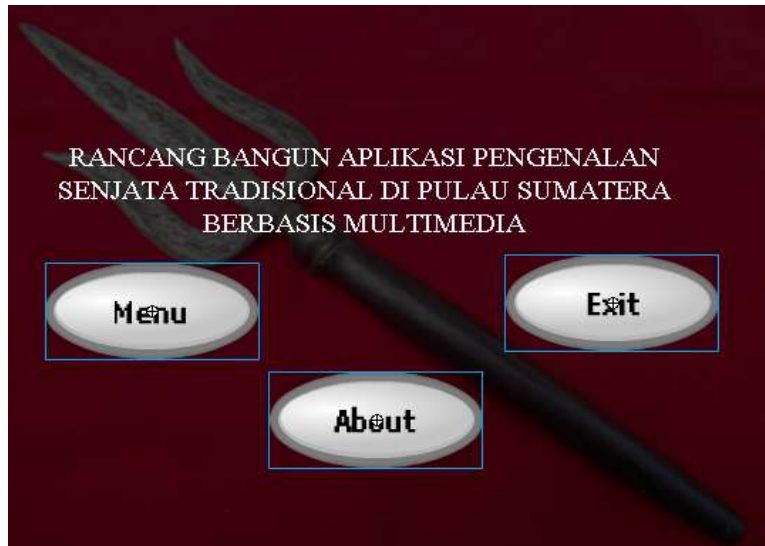 RANCANG BANGUN APLIKASI PENGENALAN
SENJATA TRADISIONAL DI PULAU SUMATERA
BERBASIS MULTIMEDIA
Menu
Exit
About